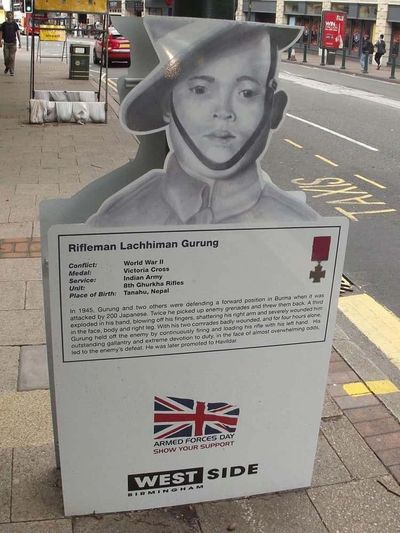 Rifleman Lachhiman Gurung
Conflict: World War II
Medal: Victoria Cross
Service: Indian Army
Unit: 8th Ghurkha Rifles
Place of Birth: Tanahu, Nepal
In 1945, Gurung and two others were defending a forward position in Burma when it was
attacked by 200 Japanese. Twice he picked up enemy grenades and threw them back. A third
exploded in his hand, blowing off his fingers, shattering his right arm and severely wounding him
in the face, body and right leg. With his two comrades badly wounded, and for four hours alone,
Gurung held off the enemy by continuously firing and loading his rifle with his left hand. His
outstanding gallantry and extreme devotion to duty, in the face of almost overwhelming odds,
led to the enemy's defeat. He was later promoted to Havildar.
ARMED FORCES DAY
SHOW YOUR SUPPORT
WEST SIDE
BIRMINGHAM
TAXIS